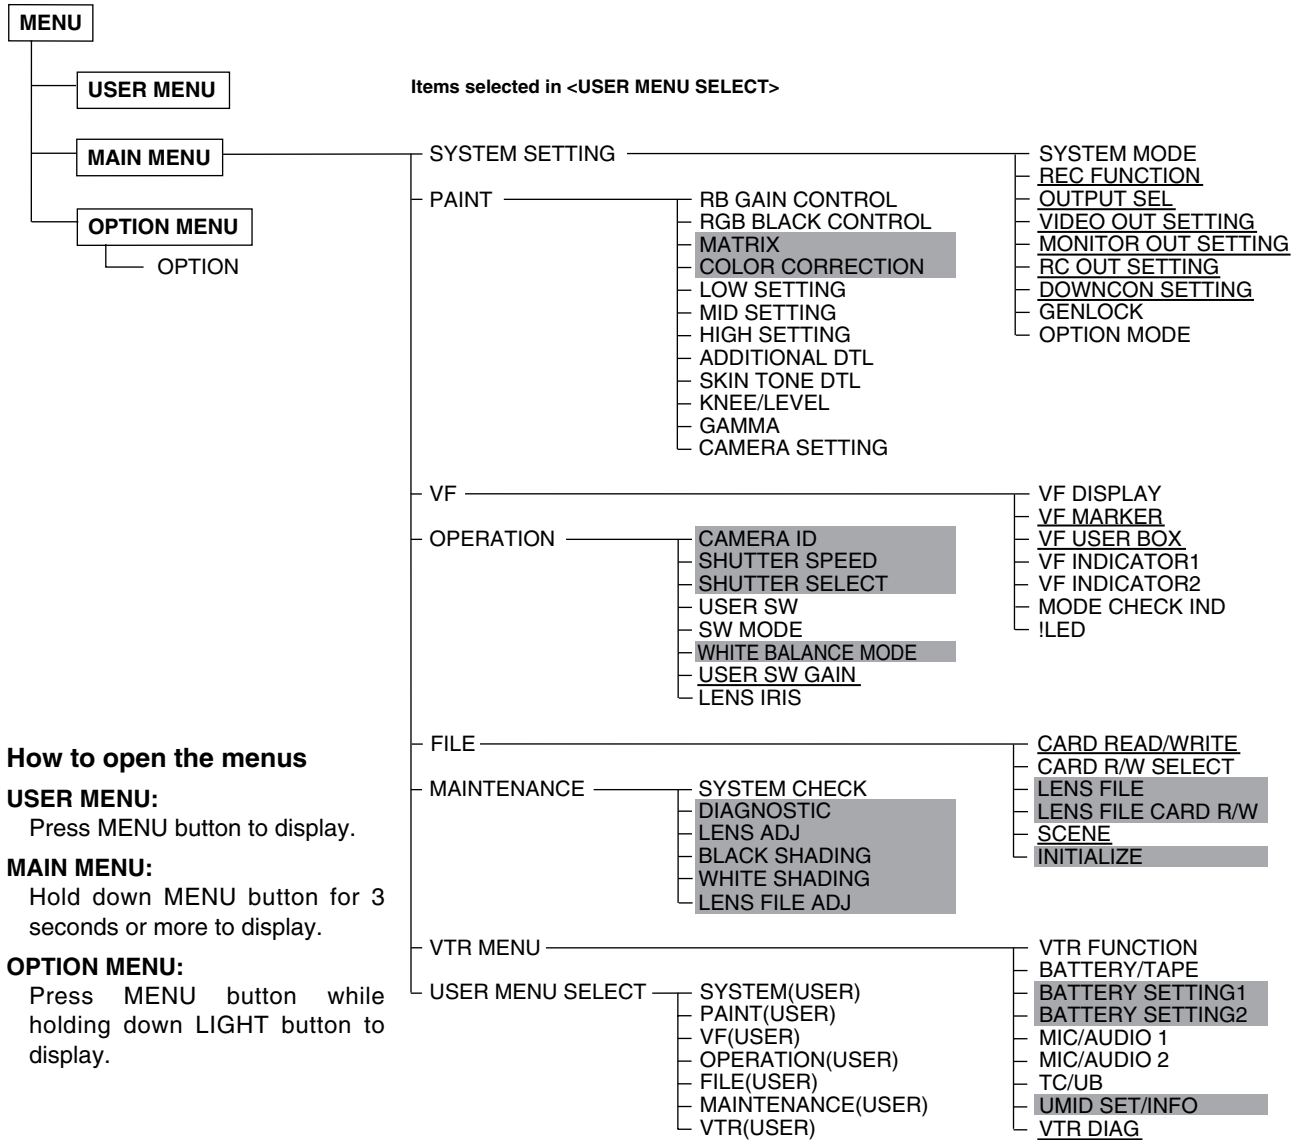 MENU
USER MENU
Items selected in <USER MENU SELECT>
MAIN MENU
OPTION MENU
OPTION
SYSTEM SETTING
SYSTEM MODE
REC FUNCTION
OUTPUT SEL
VIDEO OUT SETTING
MONITOR OUT SETTING
RC OUT SETTING
DOWNCON SETTING
GENLOCK
OPTION MODE
PAINT
RB GAIN CONTROL
RGB BLACK CONTROL
MATRIX
COLOR CORRECTION
LOW SETTING
MID SETTING
HIGH SETTING
ADDITIONAL DTL
SKIN TONE DTL
KNEE/LEVEL
GAMMA
CAMERA SETTING
VF
VF DISPLAY
VF MARKER
VF USER BOX
VF INDICATOR1
VF INDICATOR2
MODE CHECK IND
!LED
OPERATION
CAMERA ID
SHUTTER SPEED
SHUTTER SELECT
USER SW
SW MODE
WHITE BALANCE MODE
USER SW GAIN
LENS IRIS
FILE
CARD READ/WRITE
CARD R/W SELECT
LENS FILE
LENS FILE CARD R/W
SCENE
INITIALIZE
MAINTENANCE
SYSTEM CHECK
DIAGNOSTIC
LENS ADJ
BLACK SHADING
WHITE SHADING
LENS FILE ADJ
VTR MENU
VTR FUNCTION
BATTERY/TAPE
BATTERY SETTING1
BATTERY SETTING2
MIC/AUDIO 1
MIC/AUDIO 2
TC/UB
UMID SET/INFO
VTR DIAG
USER MENU SELECT
SYSTEM(USER)
PAINT(USER)
VF(USER)
OPERATION(USER)
FILE(USER)
MAINTENANCE(USER)
VTR(USER)
How to open the menus
USER MENU:
Press MENU button to display.
MAIN MENU:
Hold down MENU button for 3
seconds or more to display.
OPTION MENU:
Press MENU button while
holding down LIGHT button to
display.